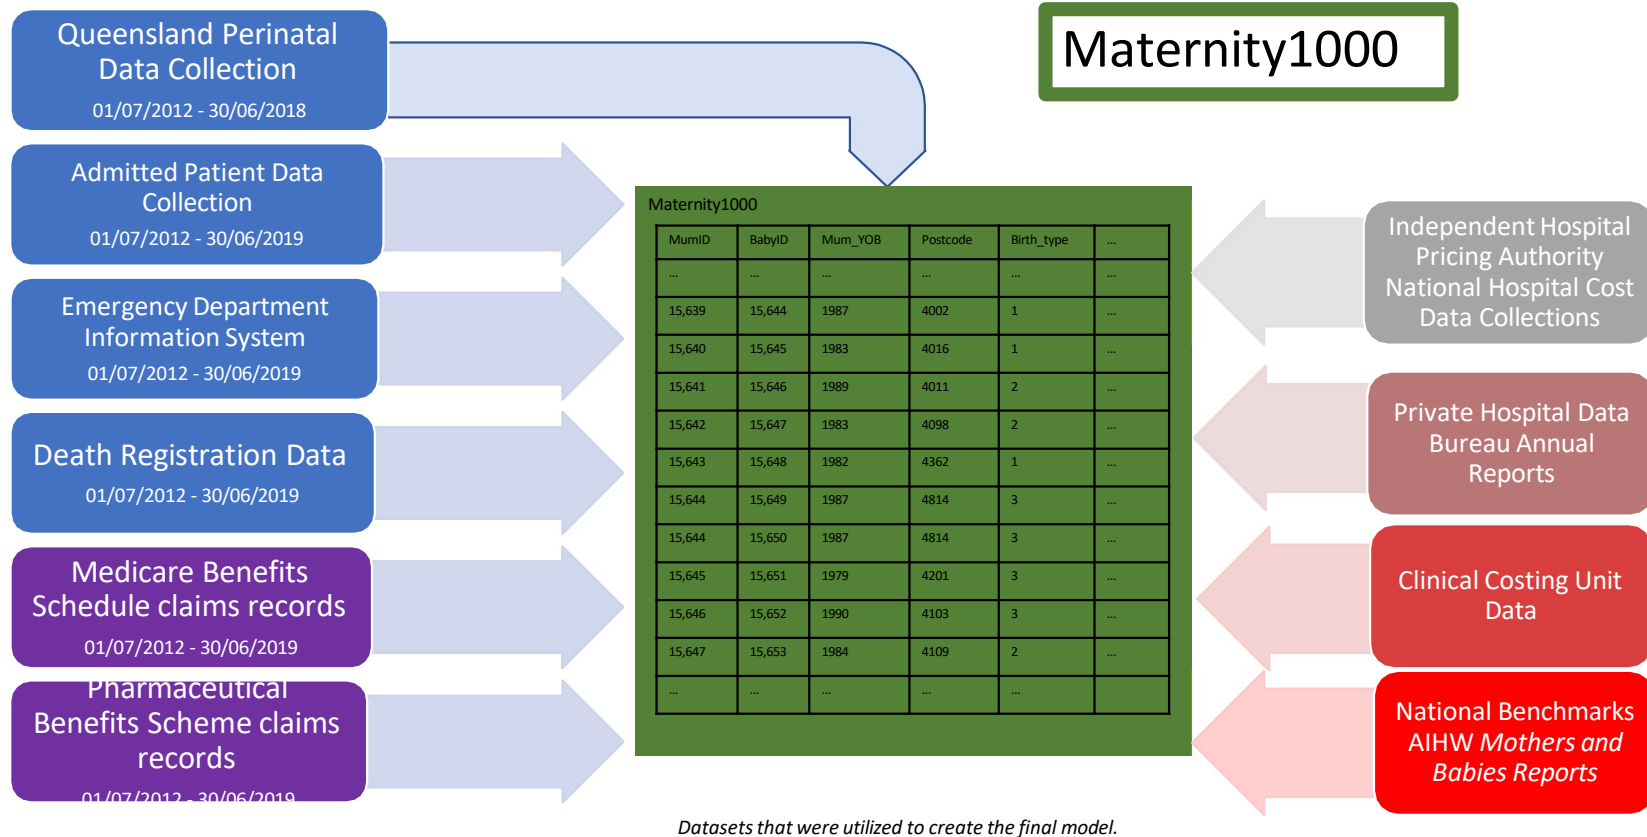 Queensland Perinatal
Data Collection
01/07/2012 - 30/06/2018
Maternity1000
Admitted Patient Data
Collection
01/07/2012 - 30/06/2019
Emergency Department
Information System
01/07/2012 - 30/06/2019
Death Registration Data
01/07/2012 - 30/06/2019
Medicare Benefits
Schedule claims records
01/07/2012 - 30/06/2019
Pharmaceutical
Benefits Scheme claims
records
01/07/2012 - 30/06/2019
Maternity1000
MumID BabyID Mum_YOB Postcode Birth_type ...
... ... ... ... ... ...
15,639 15,644 1987 4002 1 ...
15,640 15,645 1983 4016 1 ...
15,641 15,646 1989 4011 2 ...
15,642 15,647 1983 4098 2 ...
15,643 15,648 1982 4362 1 ...
15,644 15,649 1987 4814 3 ...
15,644 15,650 1987 4814 3 ...
15,645 15,651 1979 4201 3 ...
15,646 15,652 1990 4103 3 ...
15,647 15,653 1984 4109 2 ...
... ... ... ... ...
Independent Hospital
Pricing Authority
National Hospital Cost
Data Collections
Private Hospital Data
Bureau Annual
Reports
Clinical Costing Unit
Data
National Benchmarks
AIHW Mothers and
Babies Reports
Datasets that were utilized to create the final model.